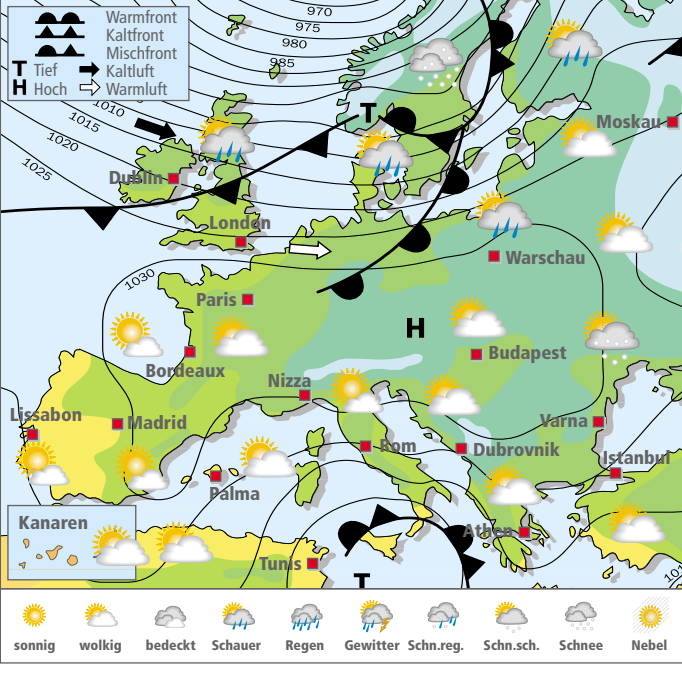 Warmfront
Kaltfront
Mischfront
T Tief Kaltluft
H Hoch Warmluft
970
975
980
985
1010
1015
1020
1025
T
Moskau
Dublin
London
Warschau
1030
Paris
H
Budapest
Bordeaux
Nizza
Lissabon
Madrid
Varna
Rom
Dubrovnik
Istanbul
Palma
Kanaren
Athen
Tunis
T
sonnig wolkig bedeckt Schauer Regen Gewitter Schn.reg. Schn.sch. Schnee Nebel